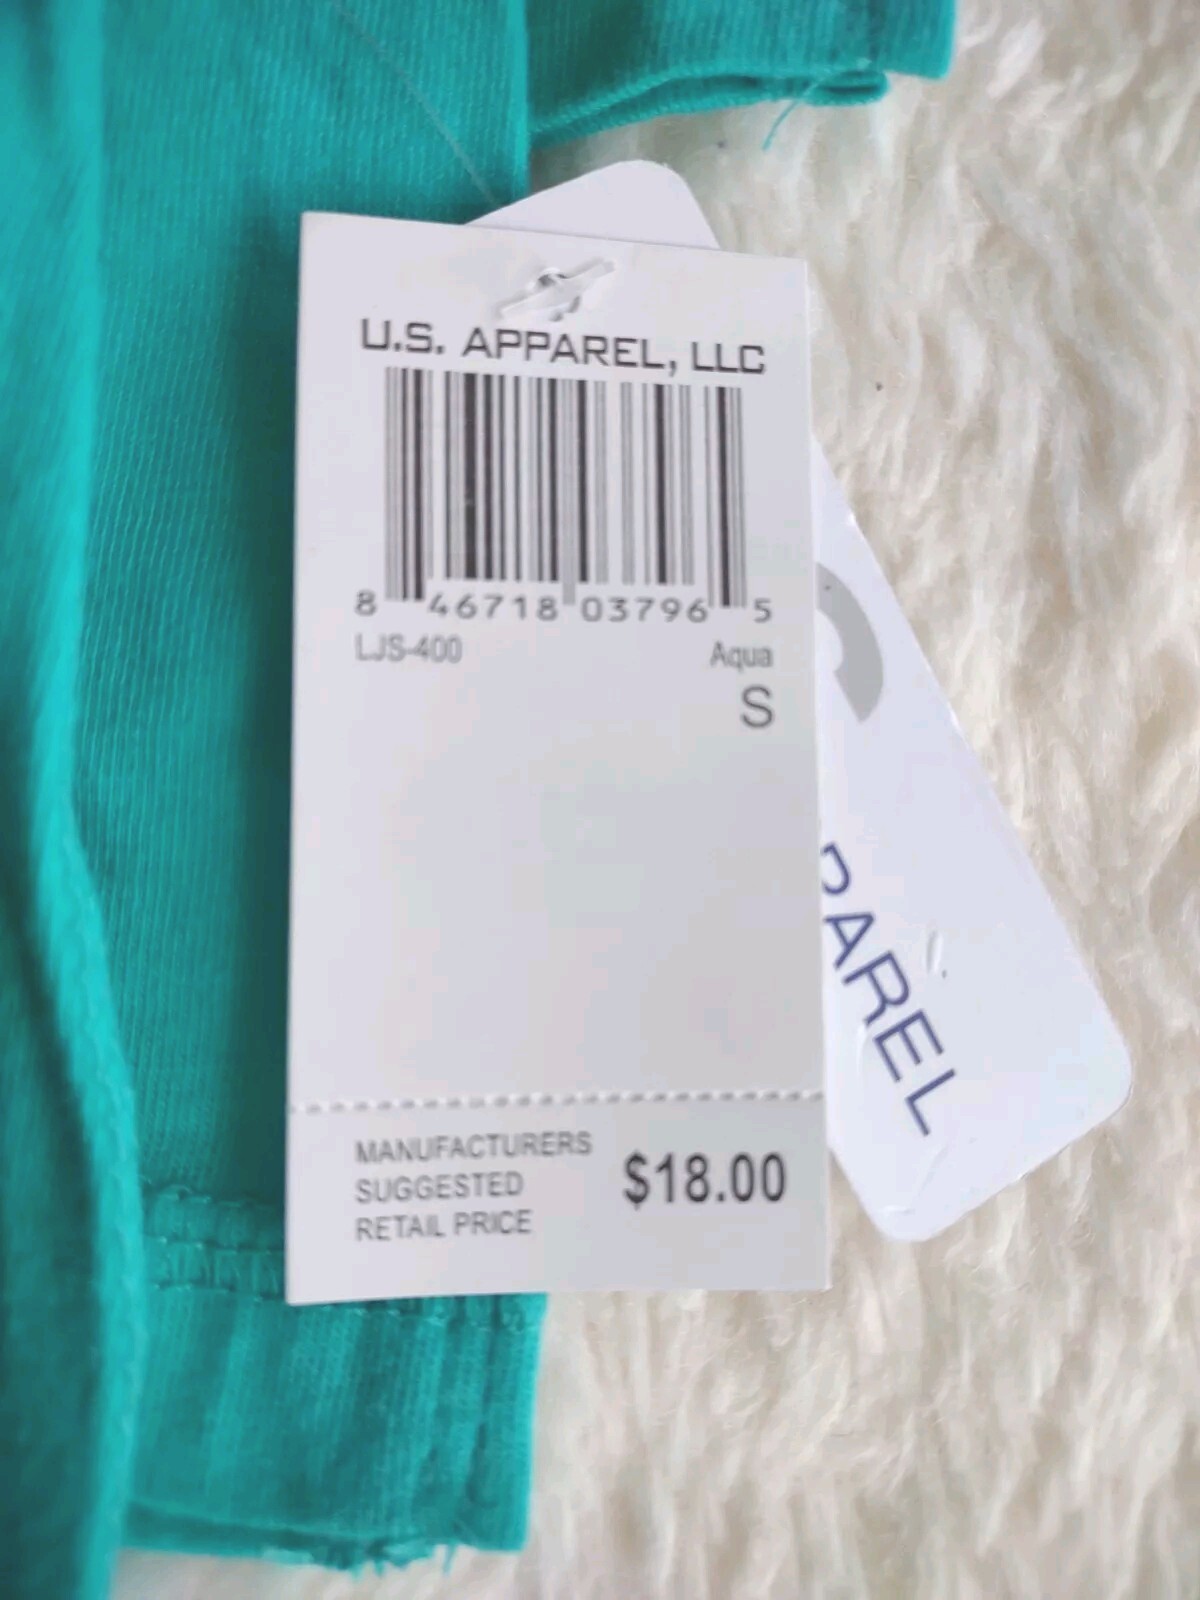 U.S. APPAREL, LLC
8 46718 03796 5
LJS-400 Aqua
S
MANUFACTURERS
SUGGESTED
RETAIL PRICE
$18.00
PAREL